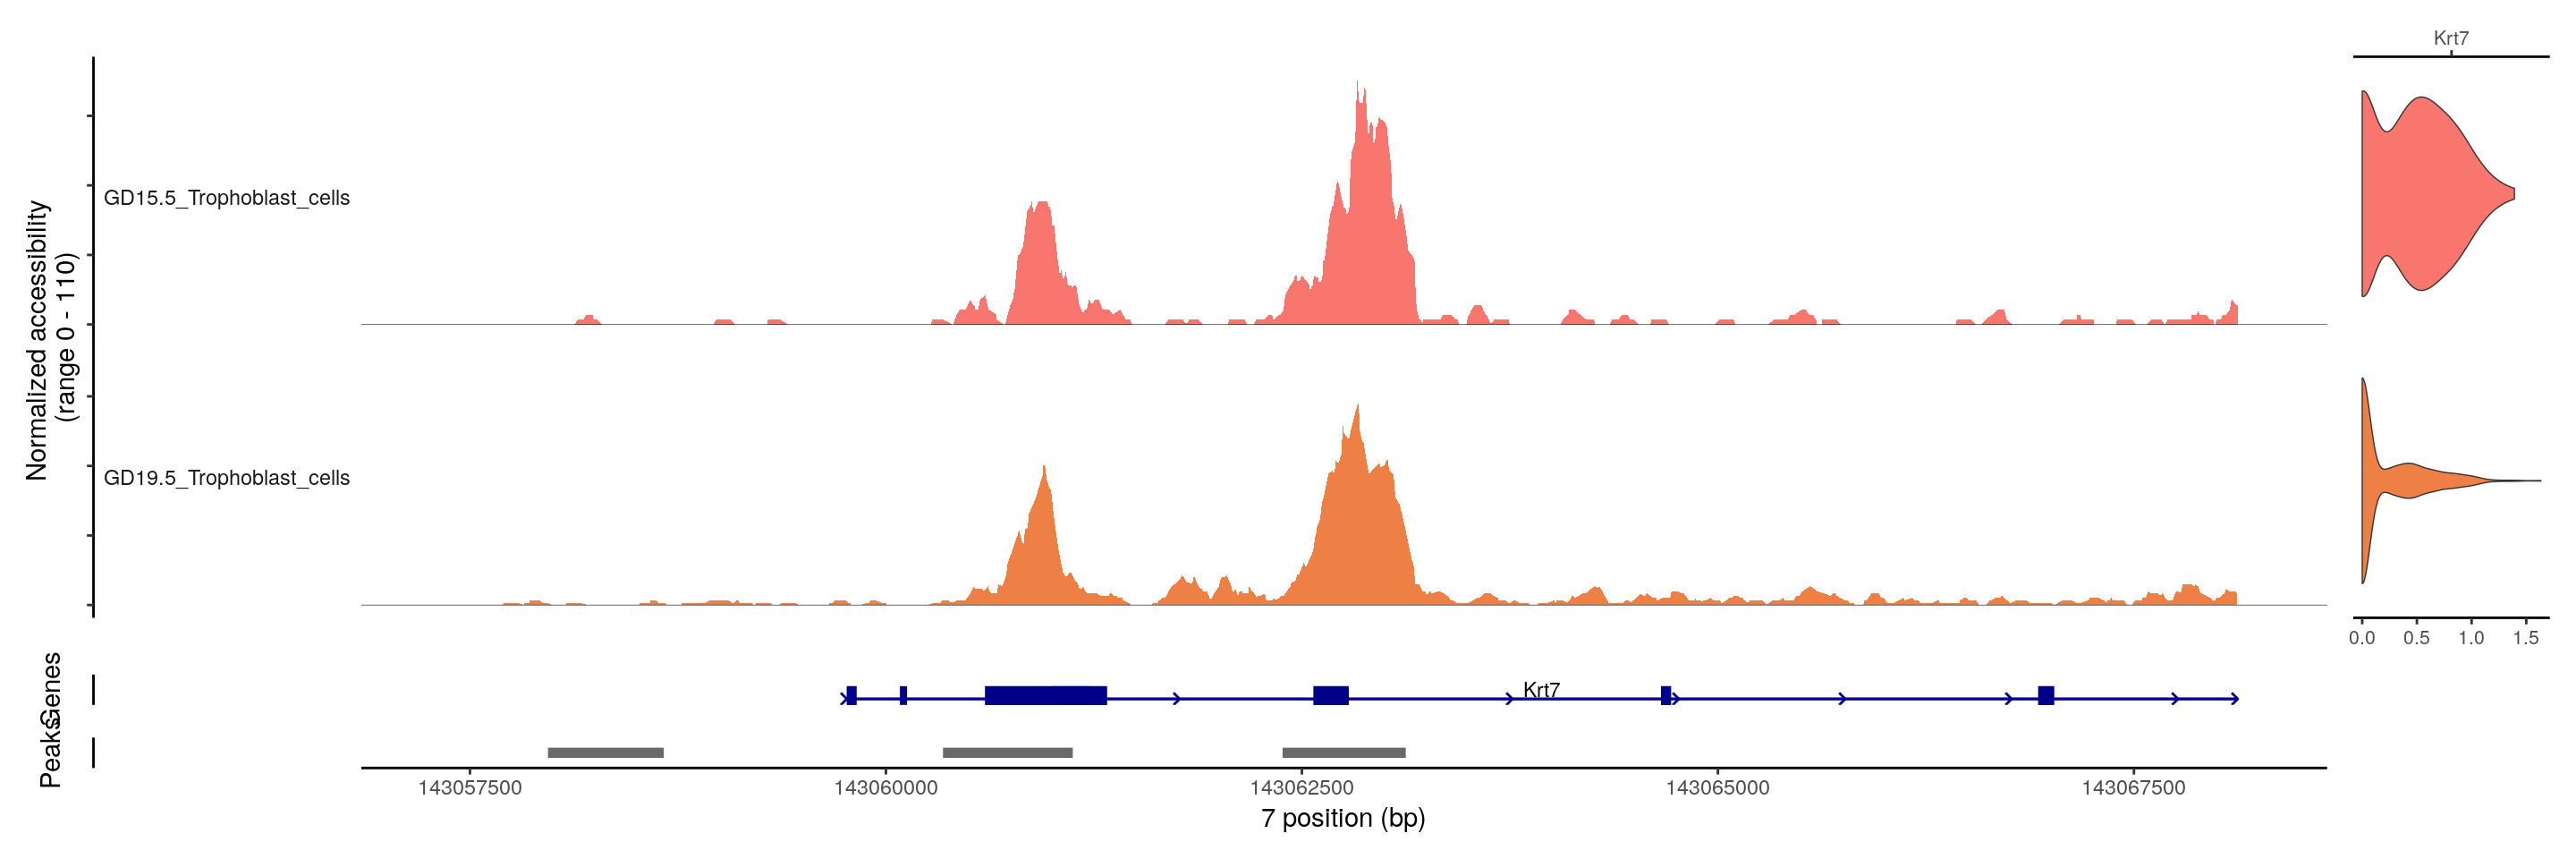 Krt7
GD15.5_Trophoblast_cells
Normalized accessibility
(range 0 - 110)
GD19.5_Trophoblast_cells
0.0 0.5 1.0 1.5
Genes
Krt7
Peaks
143057500 143060000 143062500 143065000 143067500
7 position (bp)